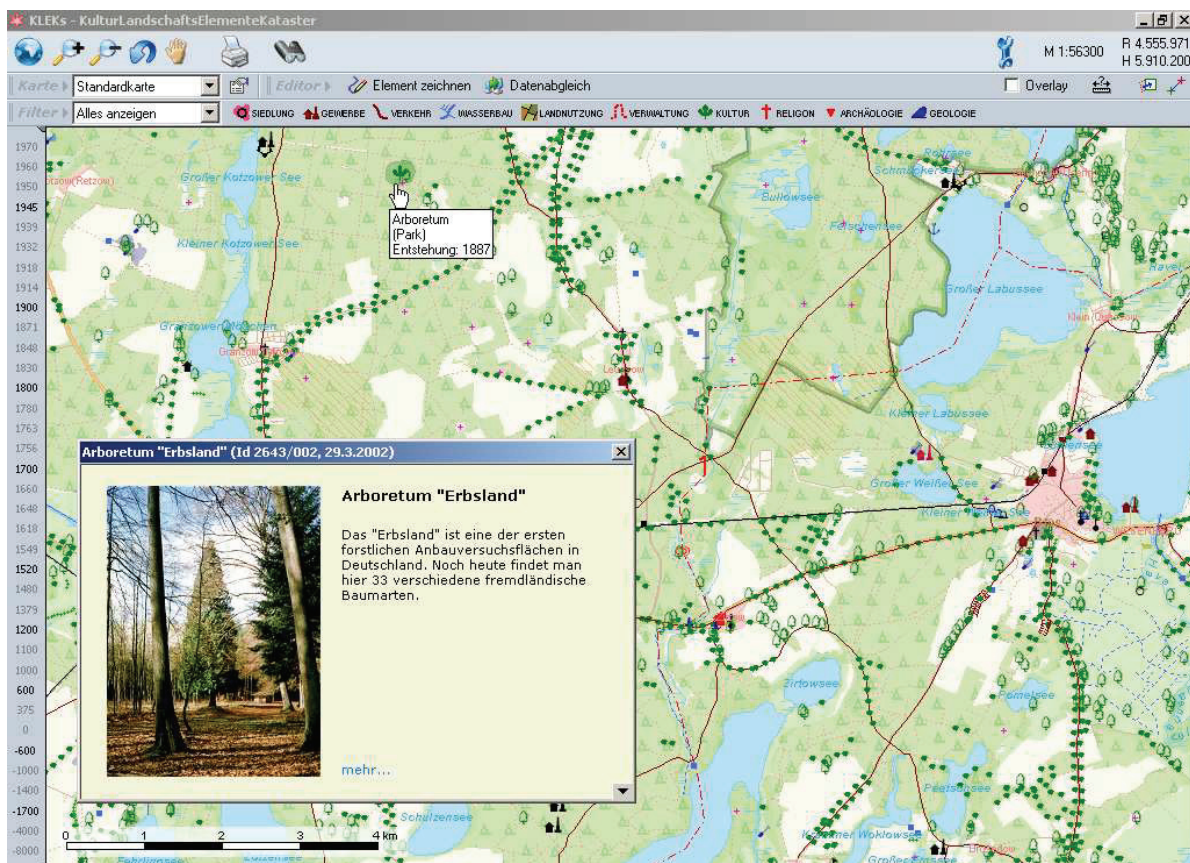 KLEKs - KulturLandschaftsElementeKataster
M 1:56300
R 4.555.971
H 5.910.200
Karte Standardkarte Editor Element zeichnen Datenabgleich Overlay
Filter Alles anzeigen SIEDLUNG GEWERBE VERKEHR WASSERBAU LANDNUTZUNG VERWALTUNG KULTUR RELIGION ARCHÄOLOGIE GEOLOGIE
1970
1960
1950
1945
1939
1932
1918
1914
1900
1871
1848
1830
1800
1780
1763
1756
1700
1660
1648
1618
1549
1520
1480
1379
1200
1100
1000
600
375
0
-600
-1000
-1400
-1700
-4000
-8000
Großer Kotzower See
Kleiner Kotzower See
Arboretum
(Park)
Entstehung: 1887
Bullowsee
Großer Labussee
Kleiner Labussee
Großer Weißer See
Zirtowsee
Schulzensee
Arboretum "Erbsland" (Id 2643/002, 29.3.2002)
Arboretum "Erbsland"
Das "Erbsland" ist eine der ersten
forstlichen Anbauversuchsflächen in
Deutschland. Noch heute findet man
hier 33 verschiedene fremdländische
Baumarten.
mehr...
0 1 2 3 4 km